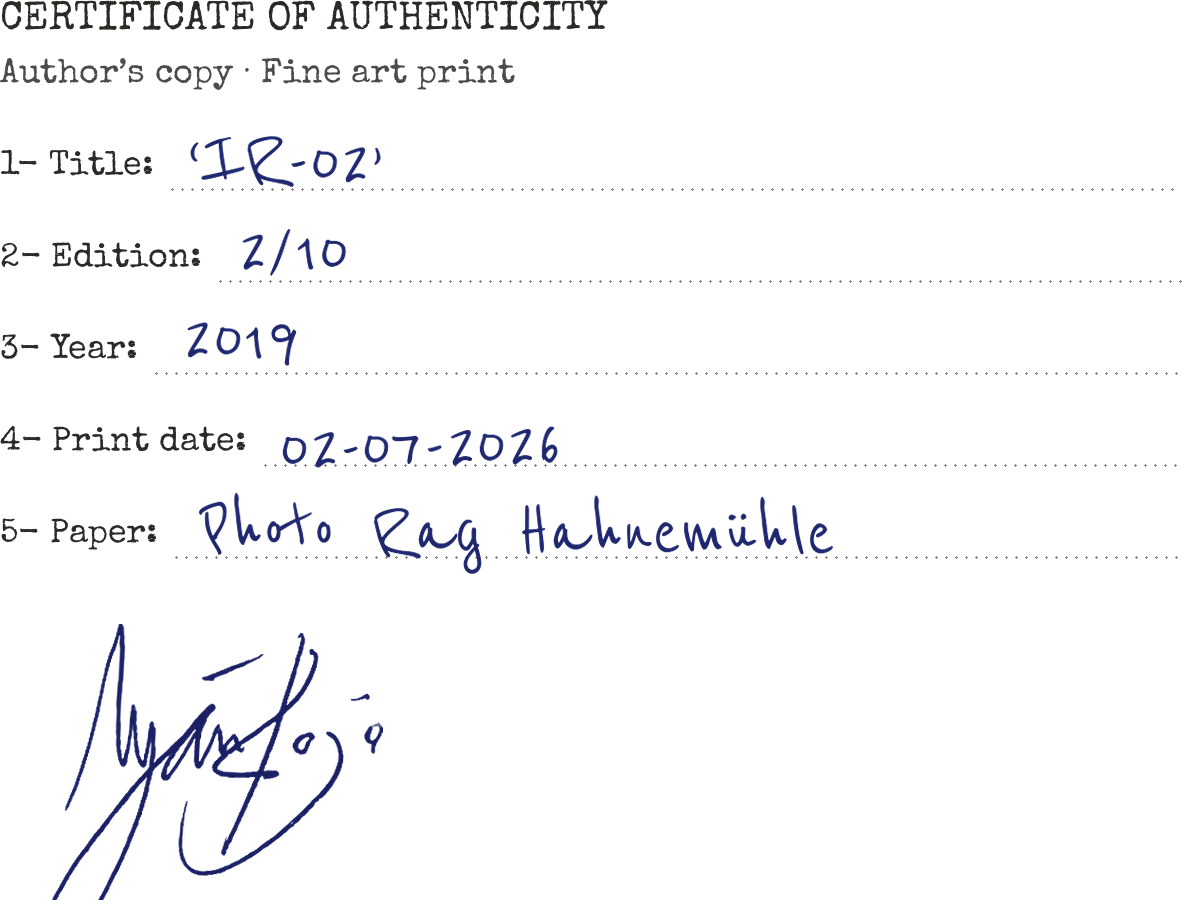 CERTIFICATE OF AUTHENTICITY
Author’s copy · Fine art print
1- Title: ‘IR-02’
2- Edition: 2/10
3- Year: 2019
4- Print date: 02-07-2026
5- Paper: Photo Rag Hahnemühle